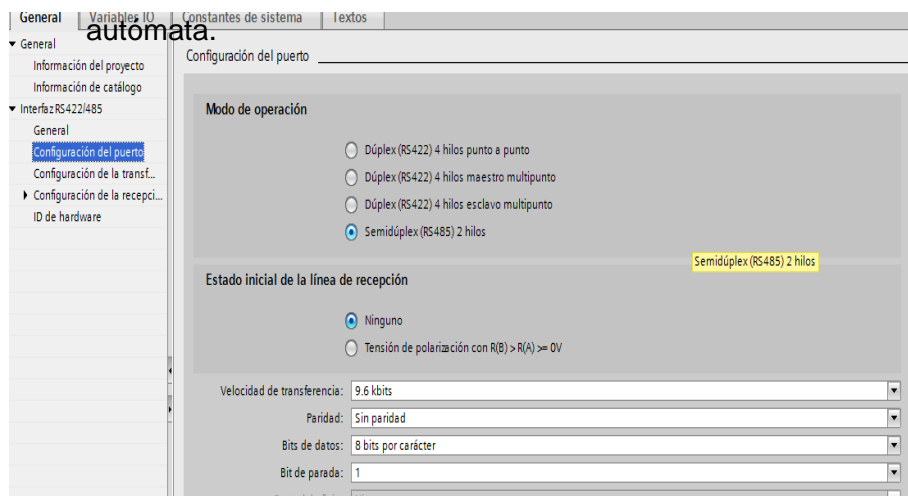 General Variables IO Constantes de sistema Textos
autómata.
General
Información del proyecto
Información de catálogo
Interfaz RS422/485
General
Configuración del puerto
Configuración de la transf...
Configuración de la recepci...
ID de hardware
Configuración del puerto
Modo de operación
Dúplex (RS422) 4 hilos punto a punto
Dúplex (RS422) 4 hilos maestro multipunto
Dúplex (RS422) 4 hilos esclavo multipunto
Semidúplex (RS485) 2 hilos
Semidúplex (RS485) 2 hilos
Estado inicial de la línea de recepción
Ninguno
Tensión de polarización con R(B) > R(A) >= 0V
Velocidad de transferencia: 9.6 kbits
Paridad: Sin paridad
Bits de datos: 8 bits por carácter
Bit de parada: 1